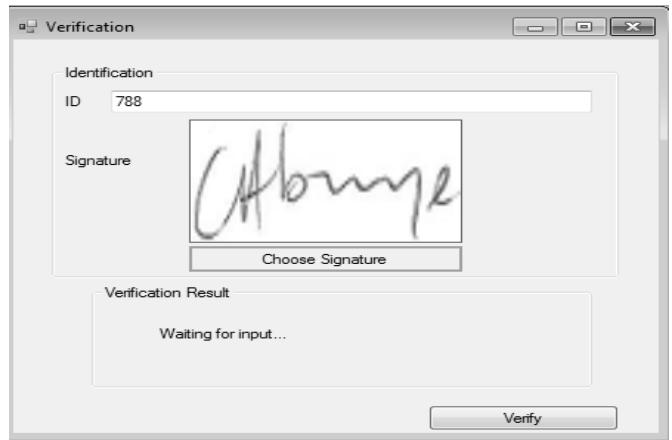 Verification
Identification
ID 788
Signature
Choose Signature
Verification Result
Waiting for input...
Verify